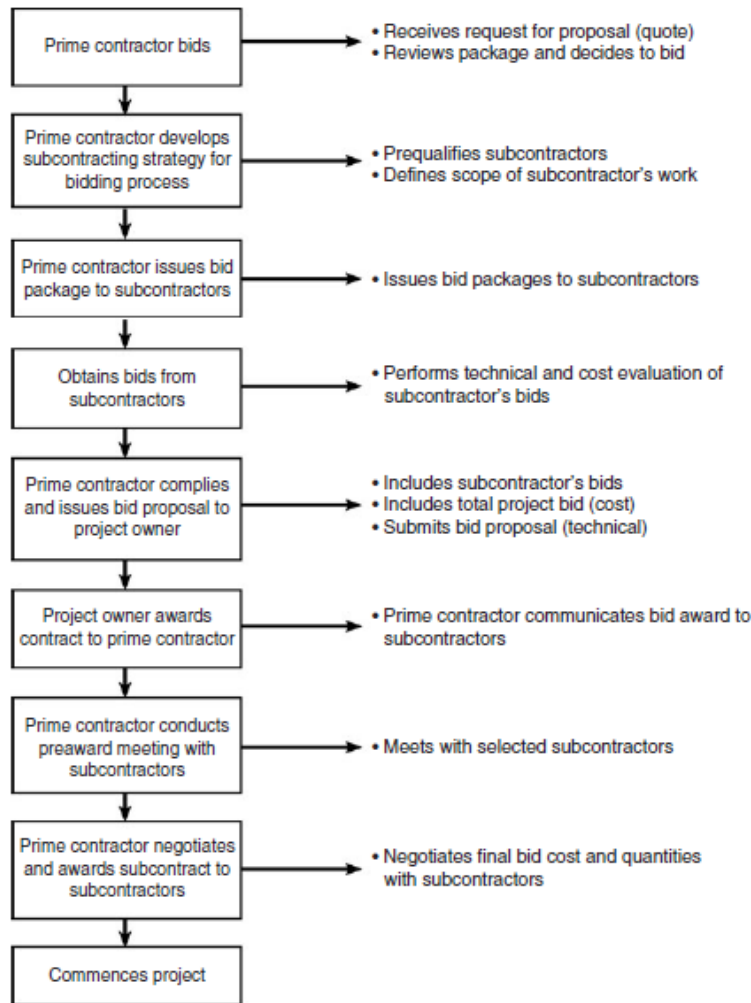 Prime contractor bids
• Receives request for proposal (quote)
• Reviews package and decides to bid
Prime contractor develops
subcontracting strategy for
bidding process
• Prequalifies subcontractors
• Defines scope of subcontractor's work
Prime contractor issues bid
package to subcontractors
• Issues bid packages to subcontractors
Obtains bids from
subcontractors
• Performs technical and cost evaluation of
subcontractor's bids
Prime contractor complies
and issues bid proposal to
project owner
• Includes subcontractor's bids
• Includes total project bid (cost)
• Submits bid proposal (technical)
Project owner awards
contract to prime contractor
• Prime contractor communicates bid award to
subcontractors
Prime contractor conducts
preaward meeting with
subcontractors
• Meets with selected subcontractors
Prime contractor negotiates
and awards subcontract to
subcontractors
• Negotiates final bid cost and quantities
with subcontractors
Commences project